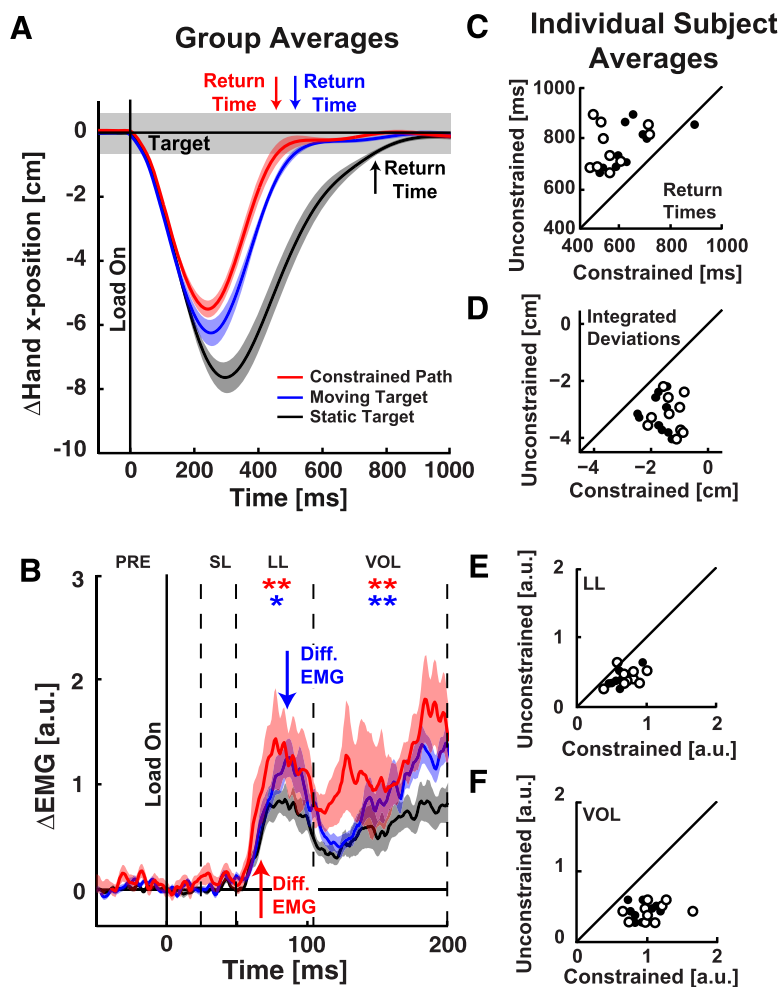 A
Group Averages
Return
Time
Return
Time
0
-2
-4
-6
-8
-10
ΔHand x-position [cm]
Target
Load On
Return
Time
Constrained Path
Moving Target
Static Target
0
200
400
600
800
1000
Time [ms]
B
PRE
SL
LL
VOL
**
*
**
**
3
2
1
0
ΔEMG [a.u.]
Load On
Diff.
EMG
Diff.
EMG
0
100
200
Time [ms]
Individual Subject
Averages
C
1000
800
600
400
Unconstrained [ms]
Return
Times
400
600
800
1000
Constrained [ms]
D
0
−2
−4
Unconstrained [cm]
Integrated
Deviations
−4
−2
0
Constrained [cm]
E
2
1
0
Unconstrained [a.u.]
LL
0
1
2
Constrained [a.u.]
F
2
1
0
Unconstrained [a.u.]
VOL
0
1
2
Constrained [a.u.]